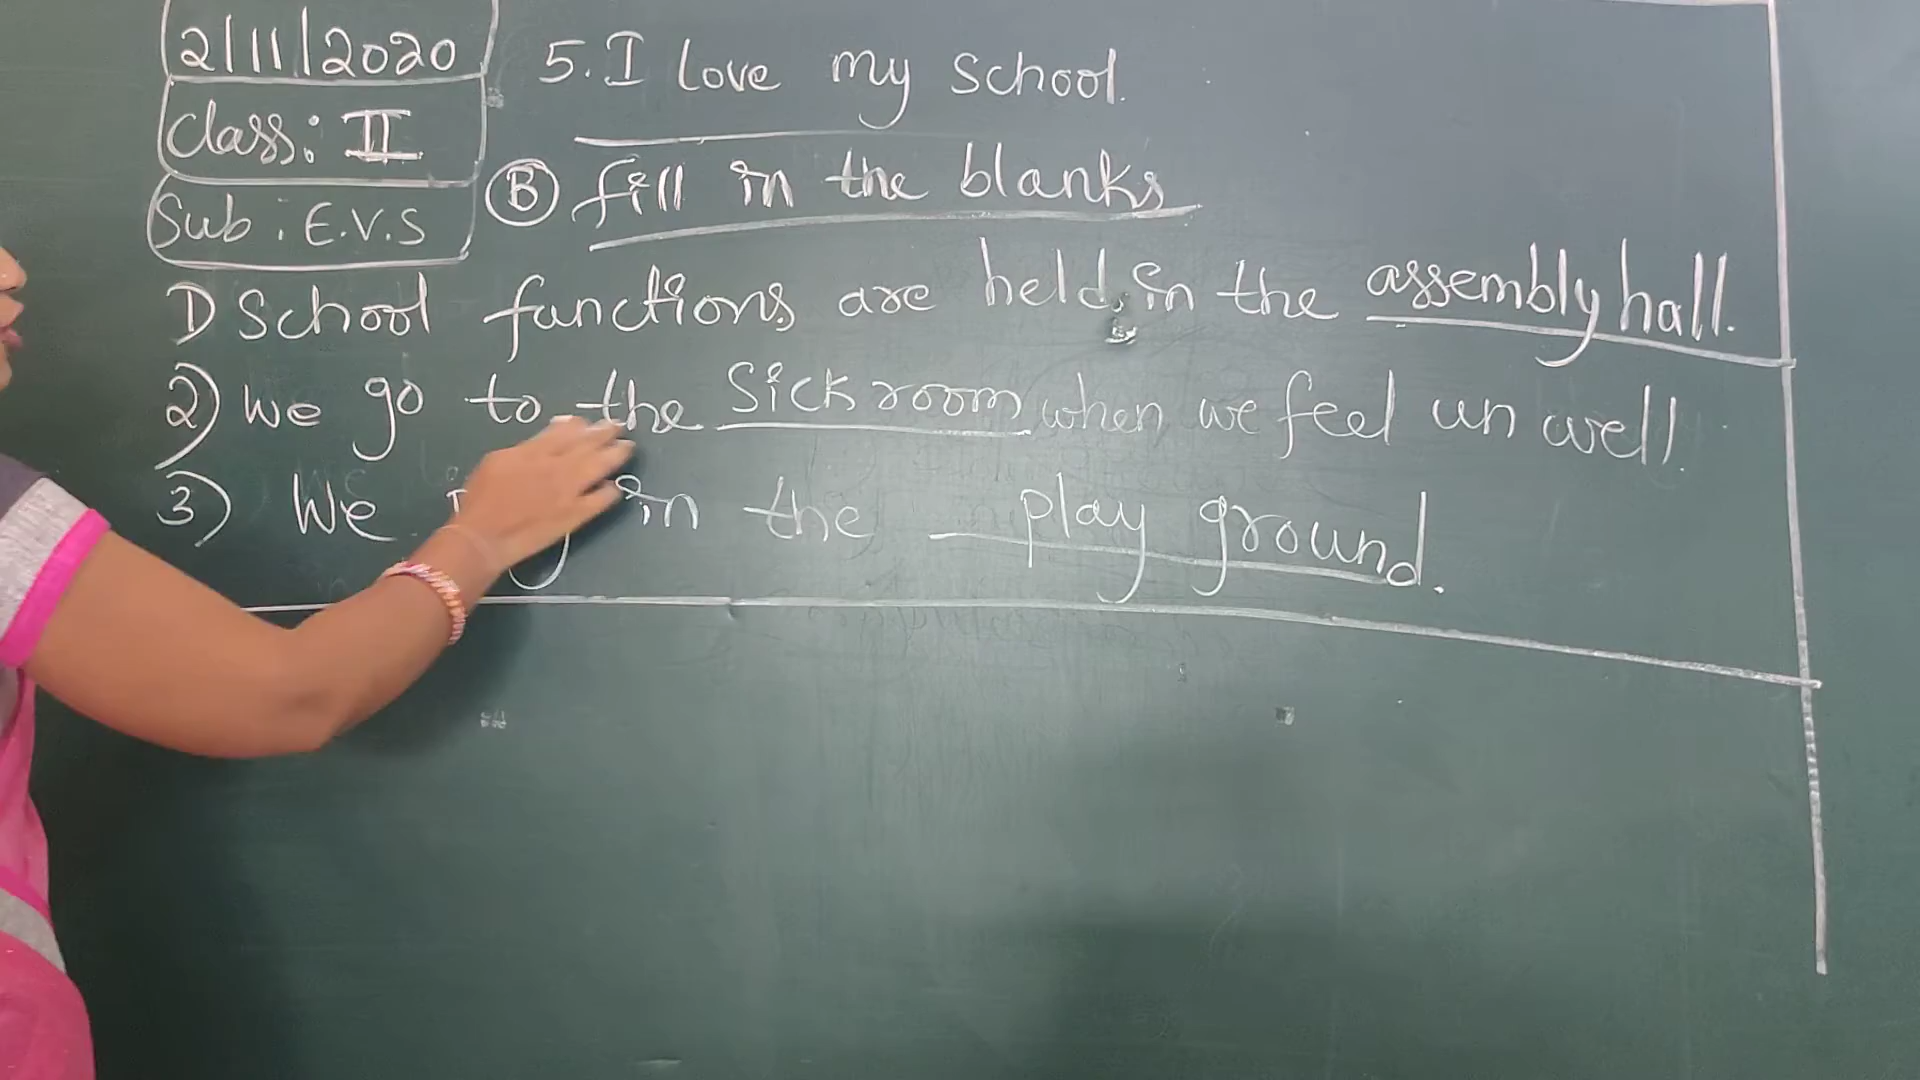 2/11/2020
Class: II
Sub: E.V.S
5. I Love my School.
B fill in the blanks
1) School functions are held in the assembly hall.
2) We go to the Sick room when we feel un well.
3) We in the play ground.